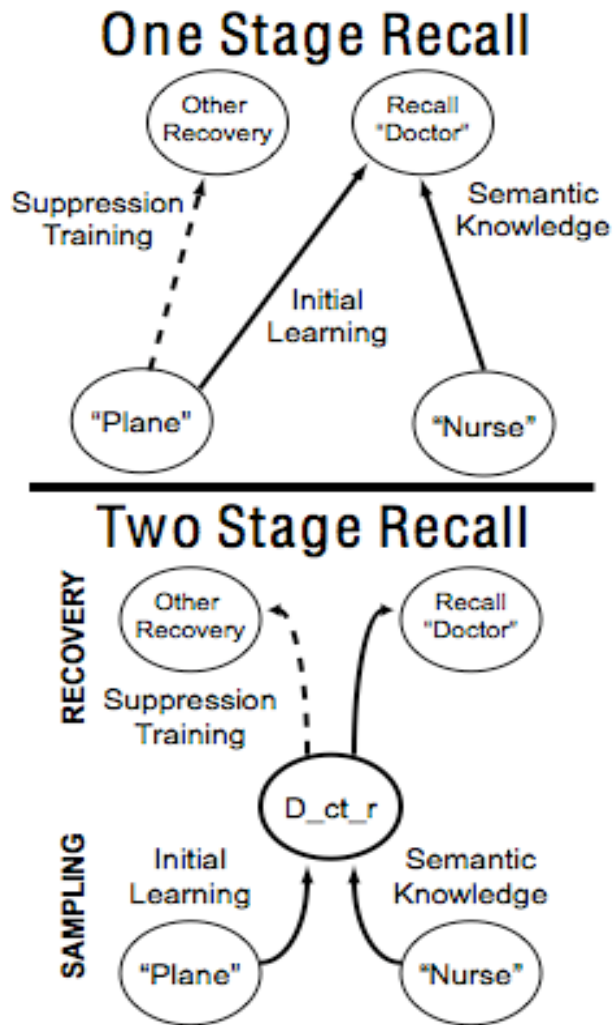 One Stage Recall
Other
Recovery
Recall
"Doctor"
Suppression
Training
Semantic
Knowledge
Initial
Learning
"Plane"
"Nurse"
Two Stage Recall
RECOVERY
Other
Recovery
Recall
"Doctor"
Suppression
Training
D_ct_r
SAMPLING
Initial
Learning
Semantic
Knowledge
"Plane"
"Nurse"